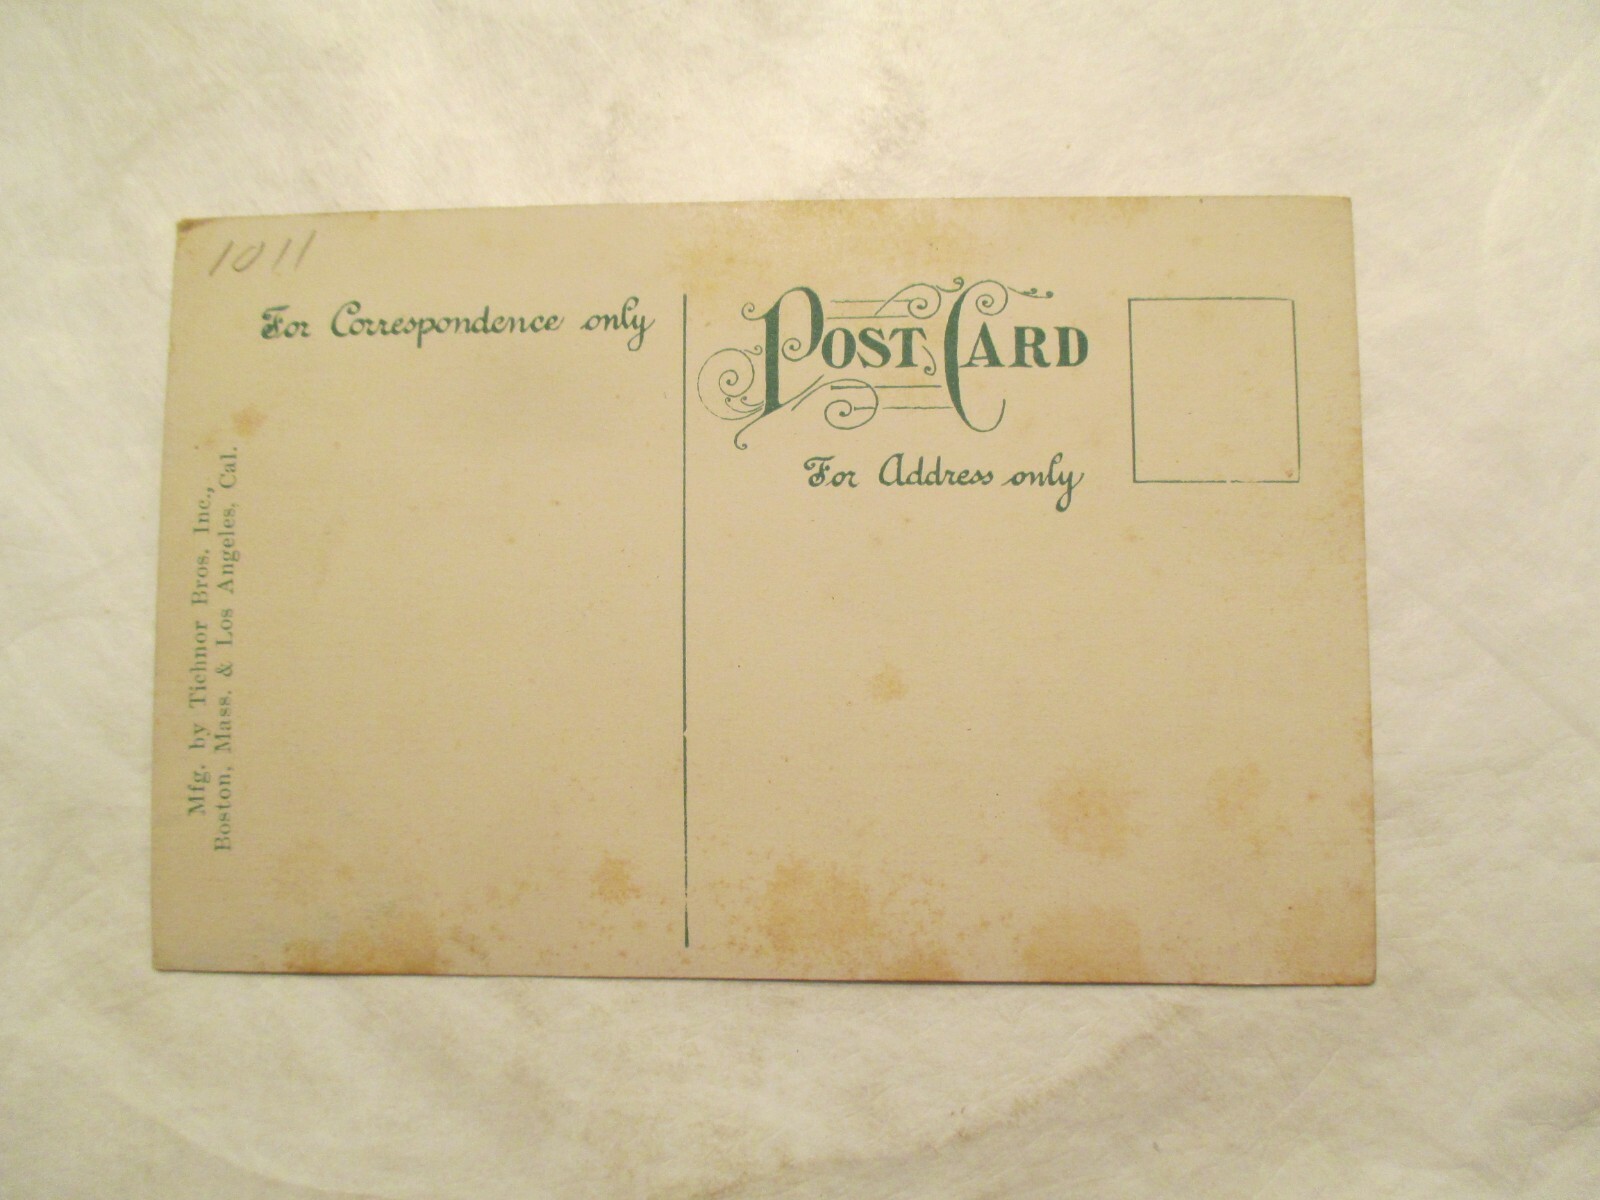 1011
For Correspondence only
POST CARD
For Address only
Mfg. by Tichnor Bros. Inc.,
Boston, Mass. & Los Angeles, Cal.